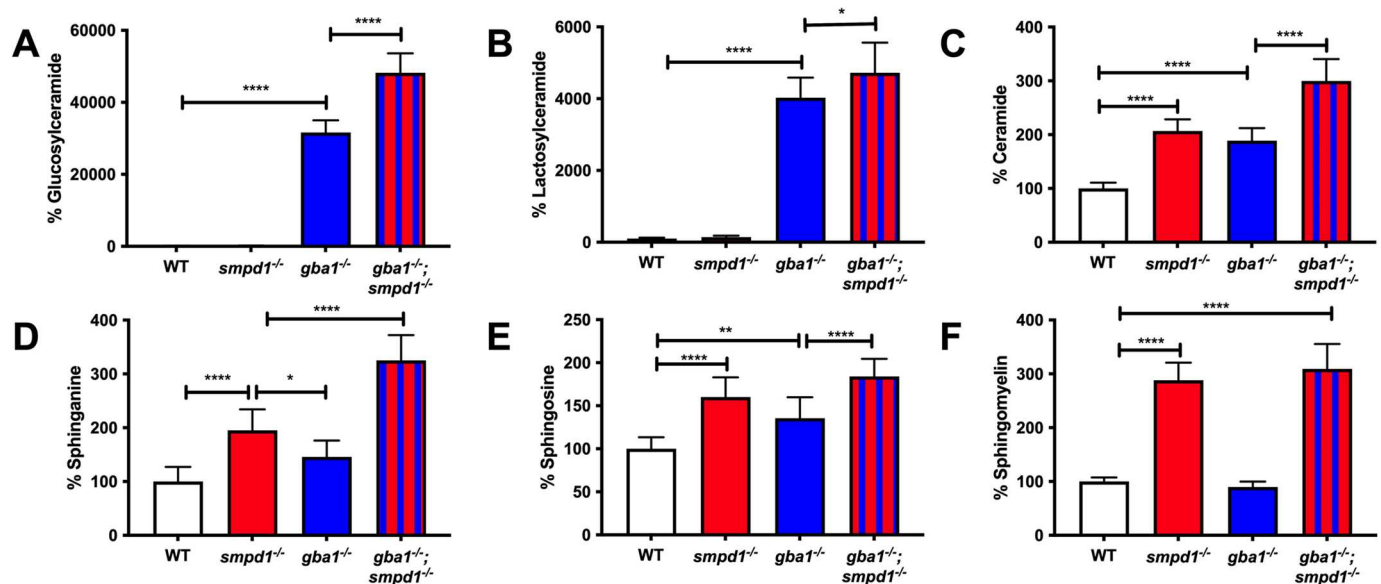 A
% Glucosylceramide
60000
40000
20000
0
****
****
WT
smpd1-/-
gba1-/-
gba1-/-;
smpd1-/-
B
% Lactosylceramide
6000
4000
2000
0
****
*
WT
smpd1-/-
gba1-/-
gba1-/-;
smpd1-/-
C
% Ceramide
400
300
200
100
0
****
****
****
WT
smpd1-/-
gba1-/-
gba1-/-;
smpd1-/-
D
% Sphinganine
400
300
200
100
0
****
*
****
WT
smpd1-/-
gba1-/-
gba1-/-;
smpd1-/-
E
% Sphingosine
250
200
150
100
50
0
**
****
****
WT
smpd1-/-
gba1-/-
gba1-/-;
smpd1-/-
F
% Sphingomyelin
400
300
200
100
0
****
****
WT
smpd1-/-
gba1-/-
gba1-/-;
smpd1-/-